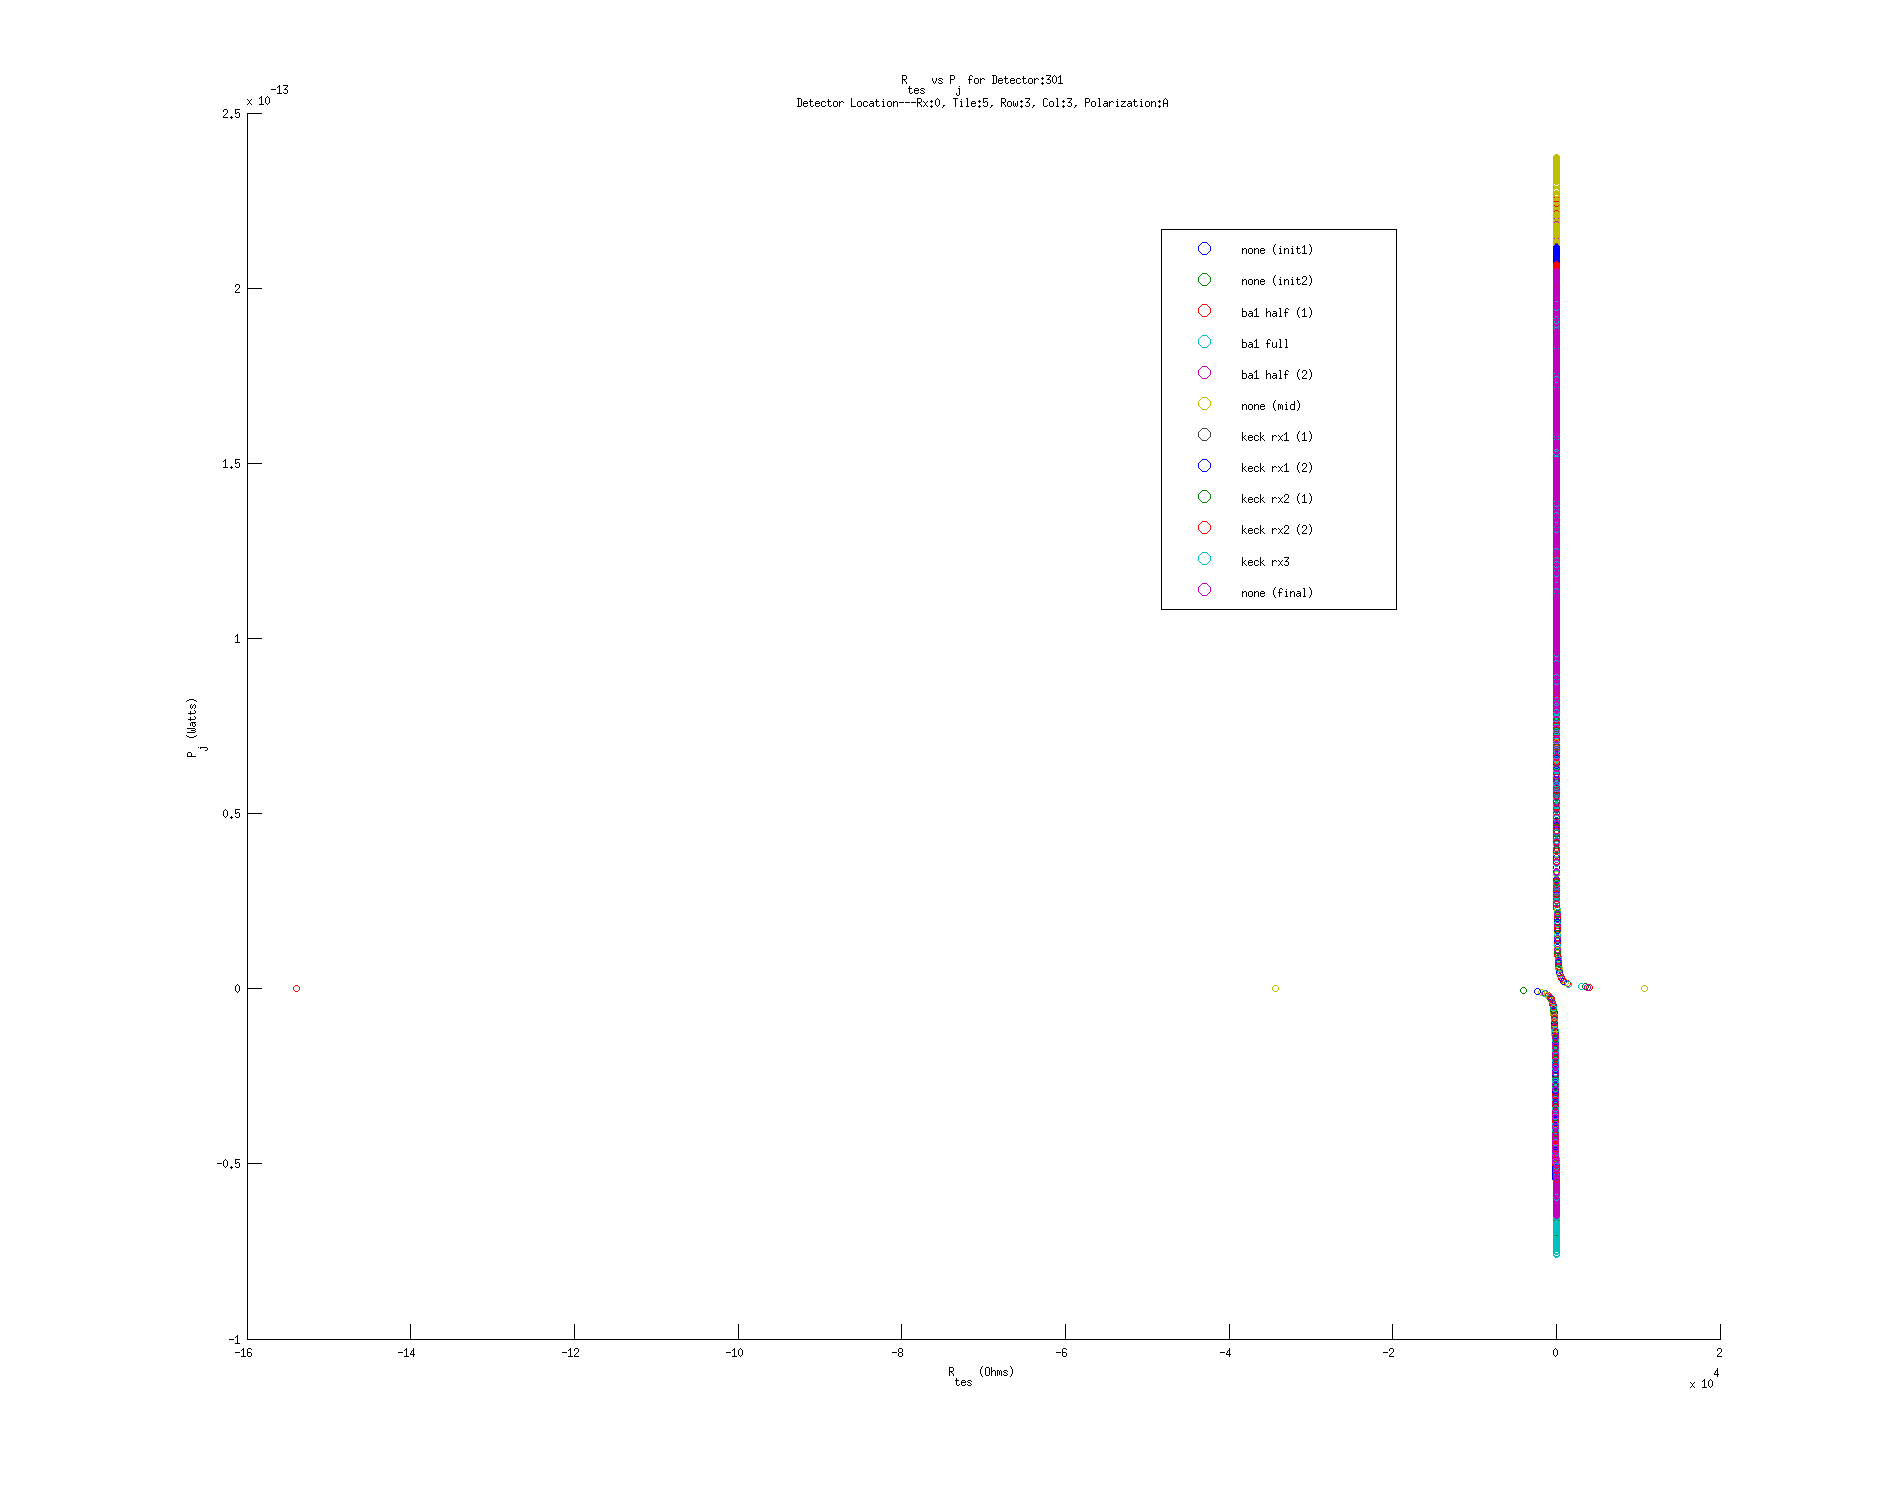 R_tes vs P_j for Detector:301
Detector Location---Rx:0, Tile:5, Row:3, Col:3, Polarization:A
x 10^-13
2.5
2
1.5
1
0.5
0
-0.5
-1
P_j (Watts)
none (init1)
none (init2)
ba1 half (1)
ba1 full
ba1 half (2)
none (mid)
keck rx1 (1)
keck rx1 (2)
keck rx2 (1)
keck rx2 (2)
keck rx3
none (final)
-16 -14 -12 -10 -8 -6 -4 -2 0 2
R_tes (Ohms)
x 10^4